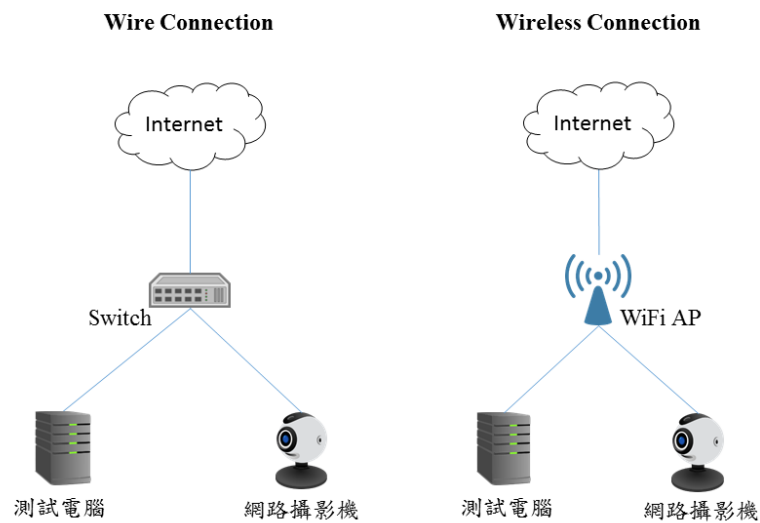 Wire Connection
Wireless Connection
Internet
Internet
Switch
WiFi AP
測試電腦
網路攝影機
測試電腦
網路攝影機